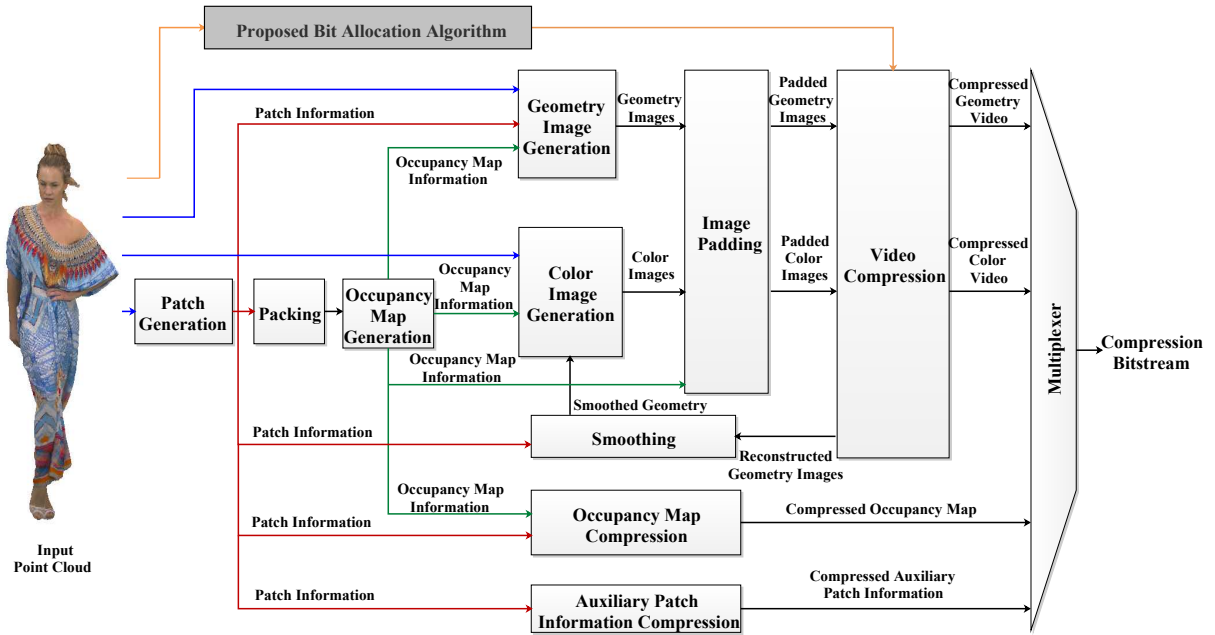 Proposed Bit Allocation Algorithm
Patch Information
Geometry
Image
Generation
Geometry
Images
Padded
Geometry
Images
Compressed
Geometry
Video
Occupancy Map
Information
Image
Padding
Video
Compression
Occupancy
Map
Information
Color
Image
Generation
Color Images
Padded
Color
Images
Compressed
Color
Video
Patch
Generation
Packing
Occupancy
Map
Generation
Occupancy Map
Information
Multiplexer
Compression
Bitstream
Smoothed Geometry
Patch Information
Smoothing
Reconstructed
Geometry Images
Occupancy Map
Information
Patch Information
Occupancy Map
Compression
Compressed Occupancy Map
Input
Point Cloud
Patch Information
Auxiliary Patch
Information Compression
Compressed Auxiliary
Patch Information